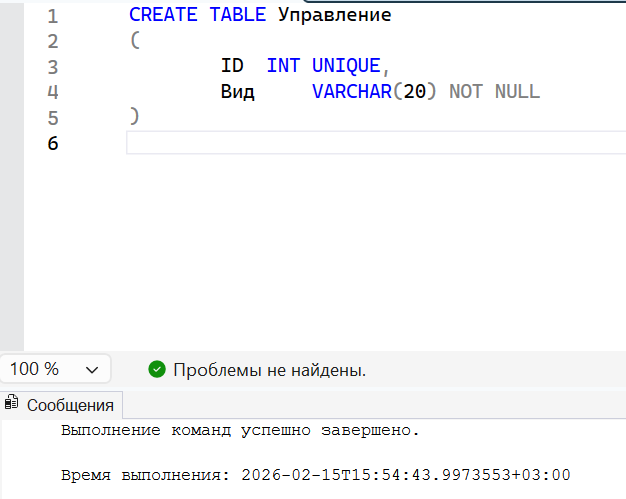 1 CREATE TABLE Управление
2 (
3 ID INT UNIQUE,
4 Вид VARCHAR(20) NOT NULL
5 )
6
100 %
Проблемы не найдены.
Сообщения
Выполнение команд успешно завершено.
Время выполнения: 2026-02-15T15:54:43.9973553+03:00